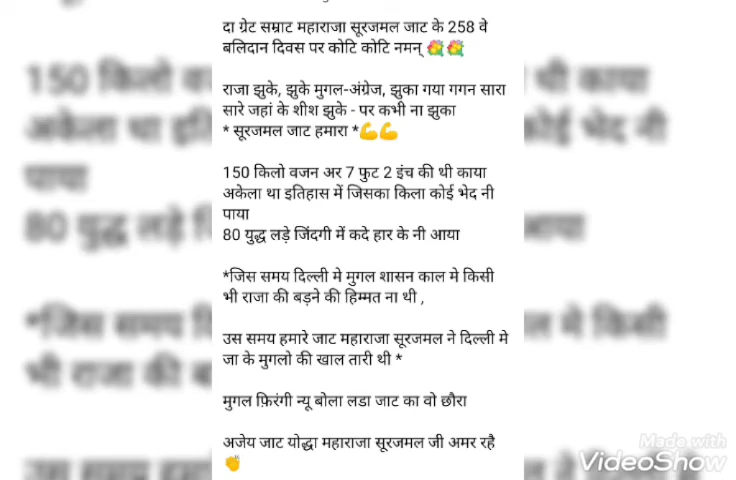 दा ग्रेट सम्राट महाराजा सूरजमल जाट के 258 वे
बलिदान दिवस पर कोटि कोटि नमन् 💐💐
राजा झुके, झुके मुगल-अंग्रेज, झुका गया गगन सारा
सारे जहां के शीश झुके - पर कभी ना झुका
* सूरजमल जाट हमारा *💪💪
150 किलो वजन अर 7 फुट 2 इंच की थी काया
अकेला था इतिहास में जिसका किला कोई भेद नी
पाया
80 युद्ध लड़े जिंदगी में कदे हार के नी आया
*जिस समय दिल्ली मे मुगल शासन काल मे किसी
भी राजा की बड़ने की हिम्मत ना थी ,
उस समय हमारे जाट महाराजा सूरजमल ने दिल्ली मे
जा के मुगलो की खाल तारी थी *
मुगल फ़िरंगी न्यू बोला लडा जाट का वो छौरा
अजेय जाट योद्धा महाराजा सूरजमल जी अमर रहै
👏
Made with
VideoShow